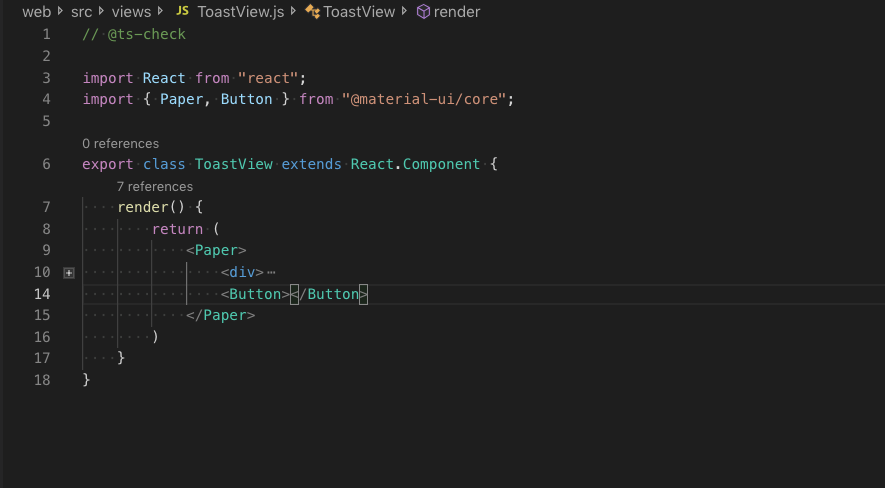 web src views JS ToastView.js ToastView render
1 // @ts-check
2
3 import React from "react";
4 import { Paper, Button } from "@material-ui/core";
5
0 references
6 export class ToastView extends React.Component {
7 references
7 render() {
8 return (
9 <Paper>
10 <div>⋯
14 <Button></Button>
15 </Paper>
16 )
17 }
18 }